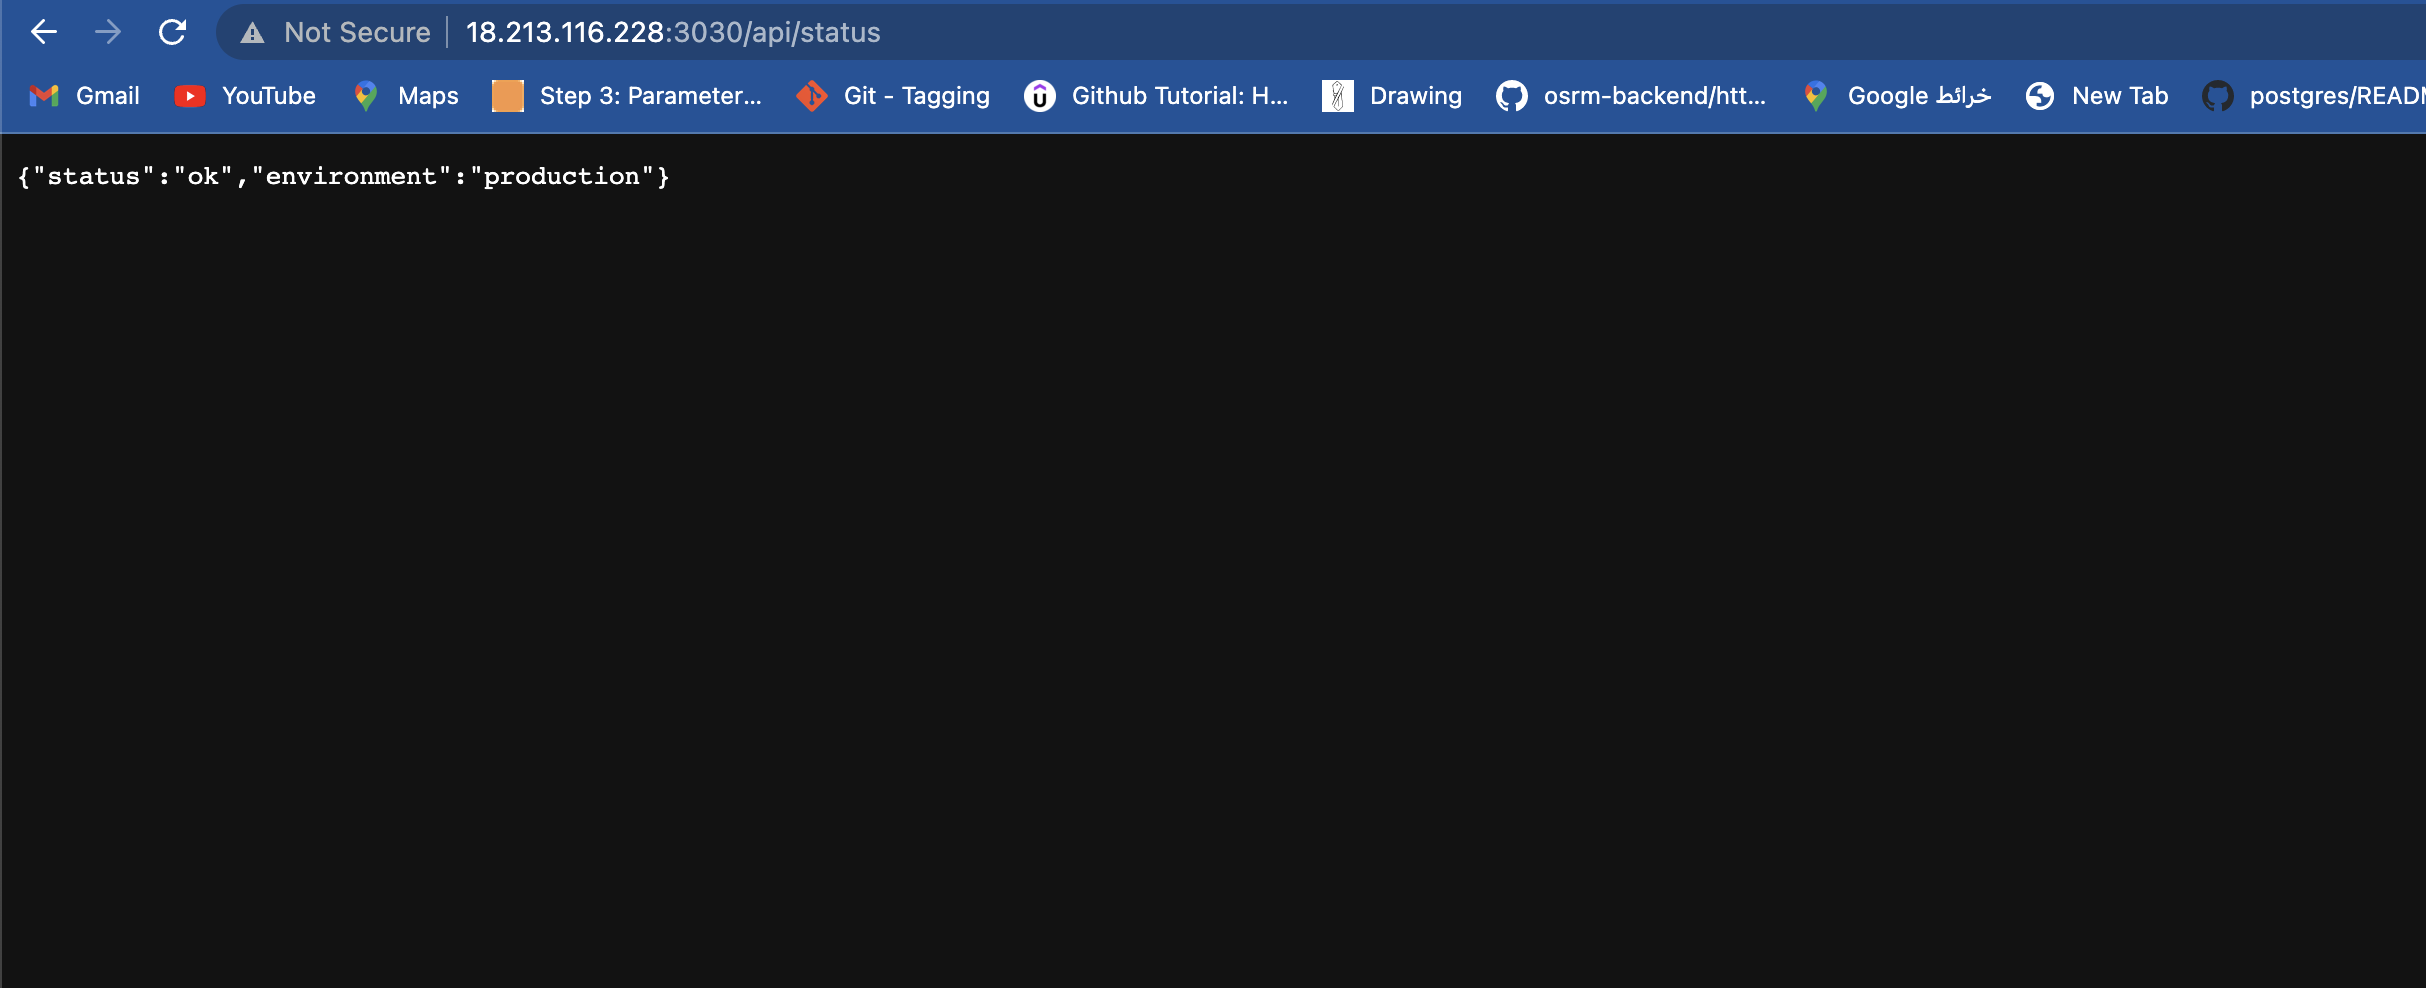 Not Secure | 18.213.116.228:3030/api/status
Gmail YouTube Maps Step 3: Parameter... Git - Tagging Github Tutorial: H... Drawing osrm-backend/htt... Google خرائط New Tab postgres/READ
{"status":"ok","environment":"production"}